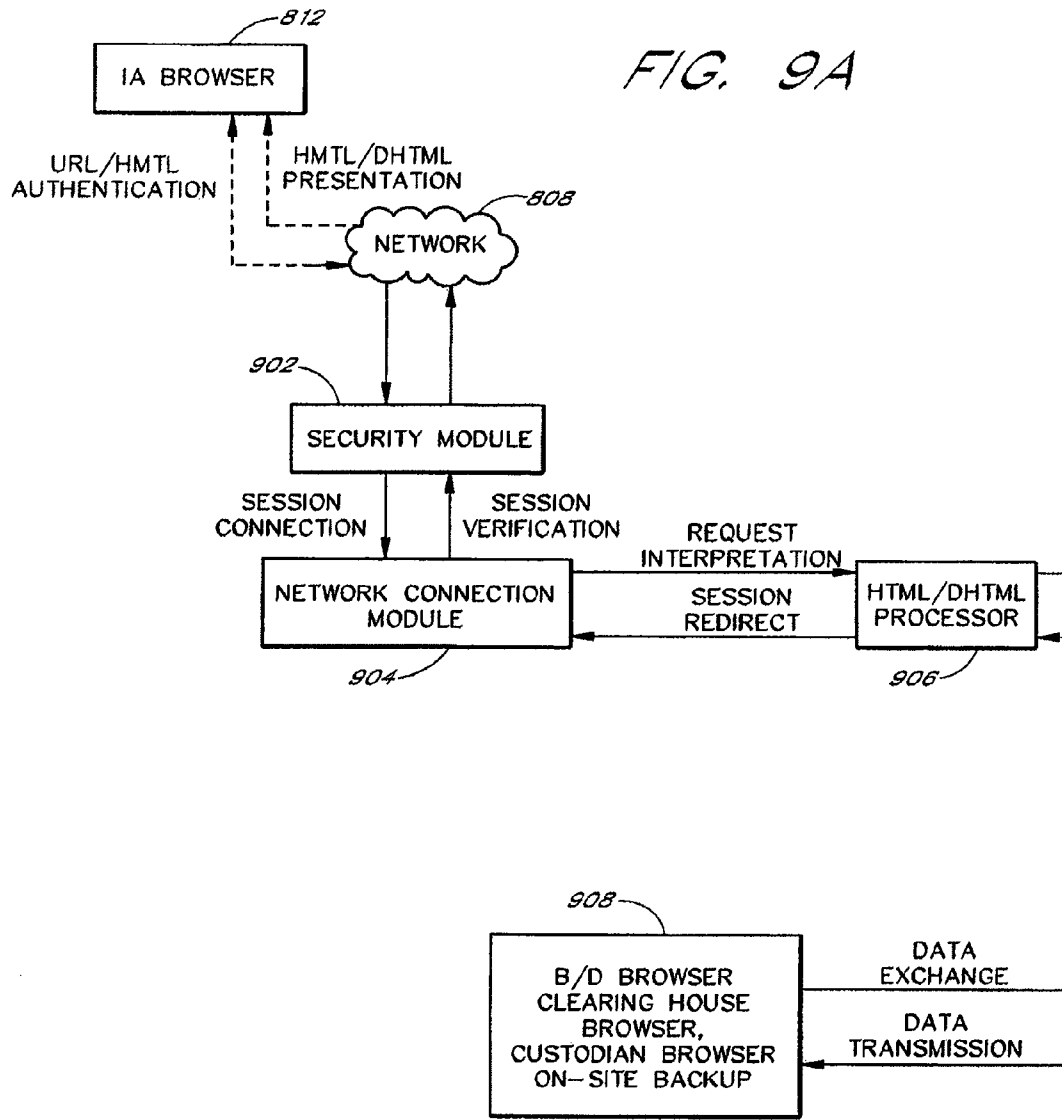 812
FIG. 9A
IA BROWSER
URL/HMTL
AUTHENTICATION
HMTL/DHTML
PRESENTATION
808
NETWORK
902
SECURITY MODULE
SESSION
CONNECTION
SESSION
VERIFICATION
NETWORK CONNECTION
MODULE
904
REQUEST
INTERPRETATION
SESSION
REDIRECT
HTML/DHTML
PROCESSOR
906
908
B/D BROWSER
CLEARING HOUSE
BROWSER,
CUSTODIAN BROWSER
ON-SITE BACKUP
DATA
EXCHANGE
DATA
TRANSMISSION